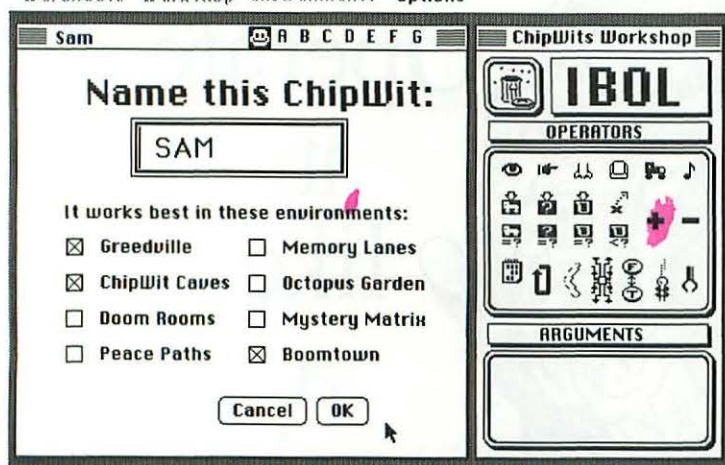 Options
Sam A B C D E F G
ChipWits Workshop
Name this ChipWit:
SAM
It works best in these environments:
Greedville Memory Lanes
ChipWit Caves Octopus Garden
Doom Rooms Mystery Matrix
Peace Paths Boomtown
Cancel OK
IBOL
OPERATORS
+ -
=? =? =? <?
F
T
ARGUMENTS